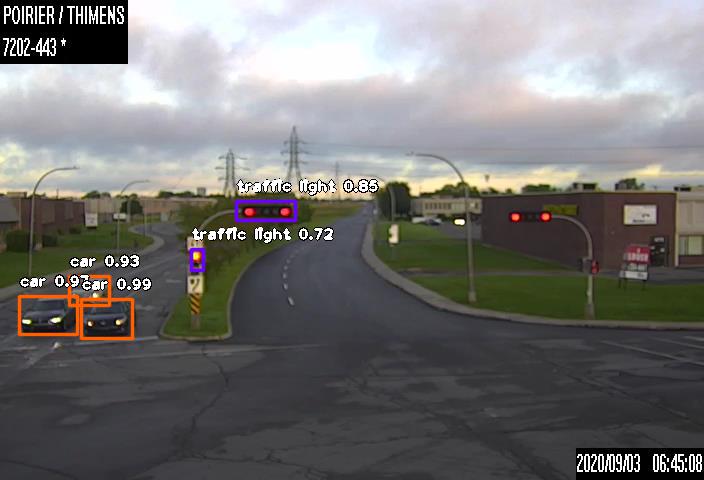 POIRIER / THIMENS
7202-443 *
traffic light 0.85
traffic light 0.72
car 0.93
car 0.97
car 0.99
2020/09/03 06:45:08